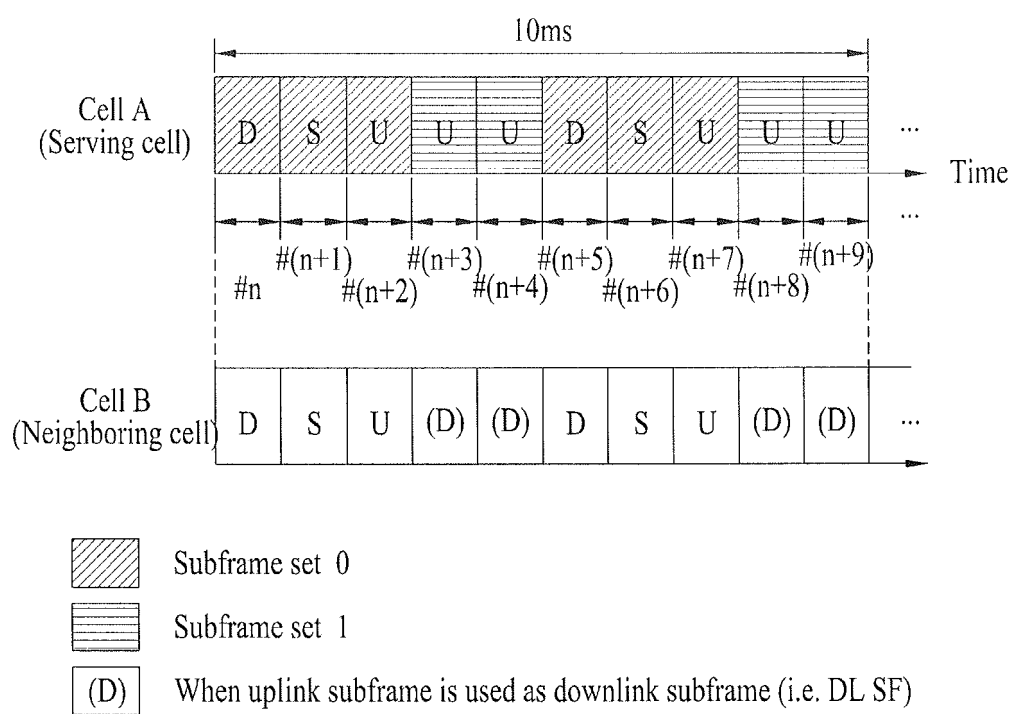 10ms
Cell A
(Serving cell)
D S U U U D S U U U ...
Time
...
#n #(n+1) #(n+2) #(n+3) #(n+4) #(n+5) #(n+6) #(n+7) #(n+8) #(n+9)
Cell B
(Neighboring cell)
D S U (D) (D) D S U (D) (D) ...
Subframe set 0
Subframe set 1
(D) When uplink subframe is used as downlink subframe (i.e. DL SF)